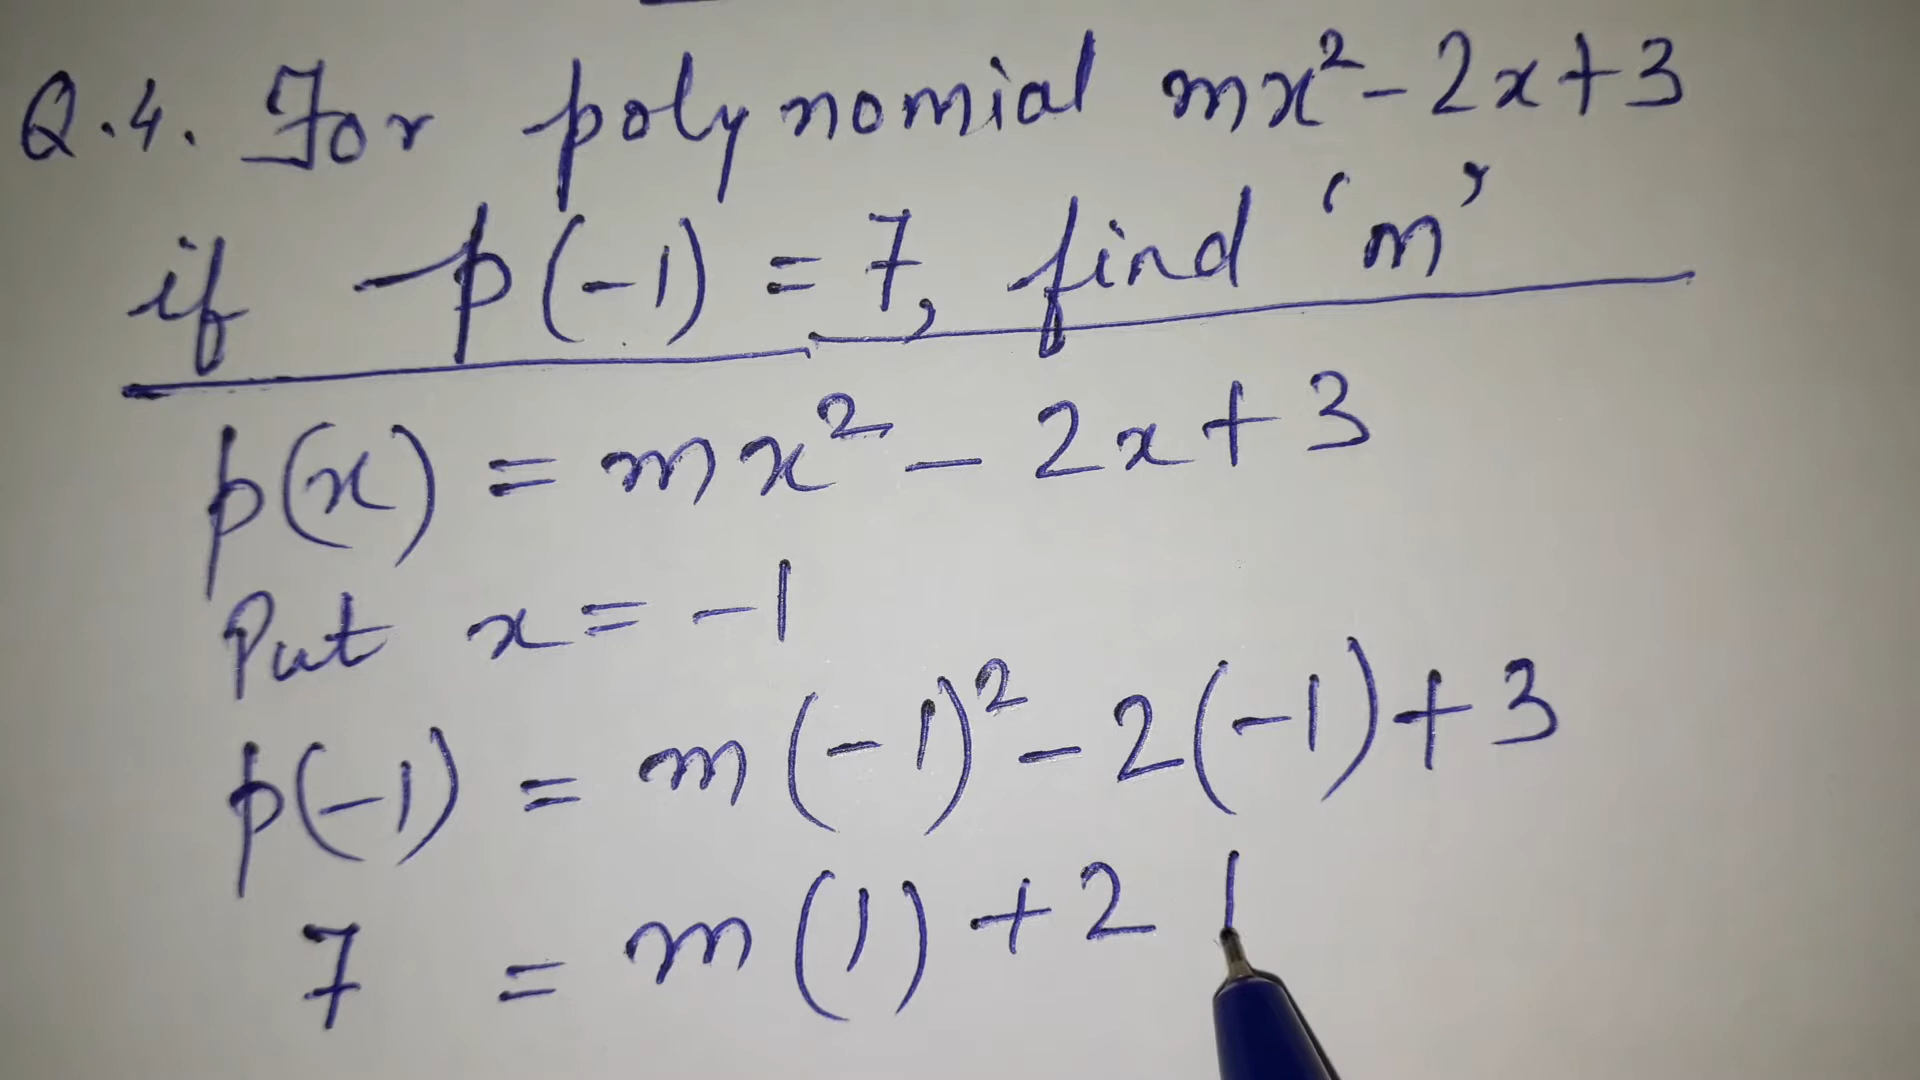 Q.4. For polynomial mx² - 2x + 3
if p(-1) = 7, find 'm'
p(x) = mx² - 2x + 3
Put x = -1
p(-1) = m(-1)² - 2(-1) + 3
7 = m(1) + 2